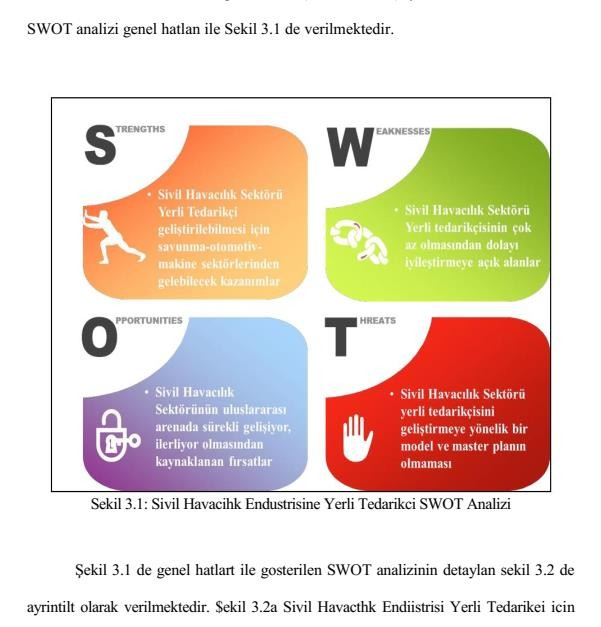 SWOT analizi genel hatlan ile Sekil 3.1 de verilmektedir.
STRENGTHS
• Sivil Havacılık Sektörü
Yerli Tedarikçi
geliştirilebilmesi için
savunma-otomotiv-
makine sektörlerinden
gelebilecek kazanımlar
WEAKNESSES
• Sivil Havacılık Sektörü
Yerli tedarikçisinin çok
az olmasından dolayı
iyileştirmeye açık alanlar
OPPORTUNITIES
• Sivil Havacılık
Sektörünün uluslararası
arenada sürekli gelişiyor,
ilerliyor olmasından
kaynaklanan fırsatlar
THREATS
• Sivil Havacılık Sektörü
yerli tedarikçisini
geliştirmeye yönelik bir
model ve master planın
olmaması
Sekil 3.1: Sivil Havacihk Endustrisine Yerli Tedarikci SWOT Analizi
Şekil 3.1 de genel hatlart ile gosterilen SWOT analizinin detaylan sekil 3.2 de
ayrintilt olarak verilmektedir. $ekil 3.2a Sivil Havacthk Endiistrisi Yerli Tedarikei icin